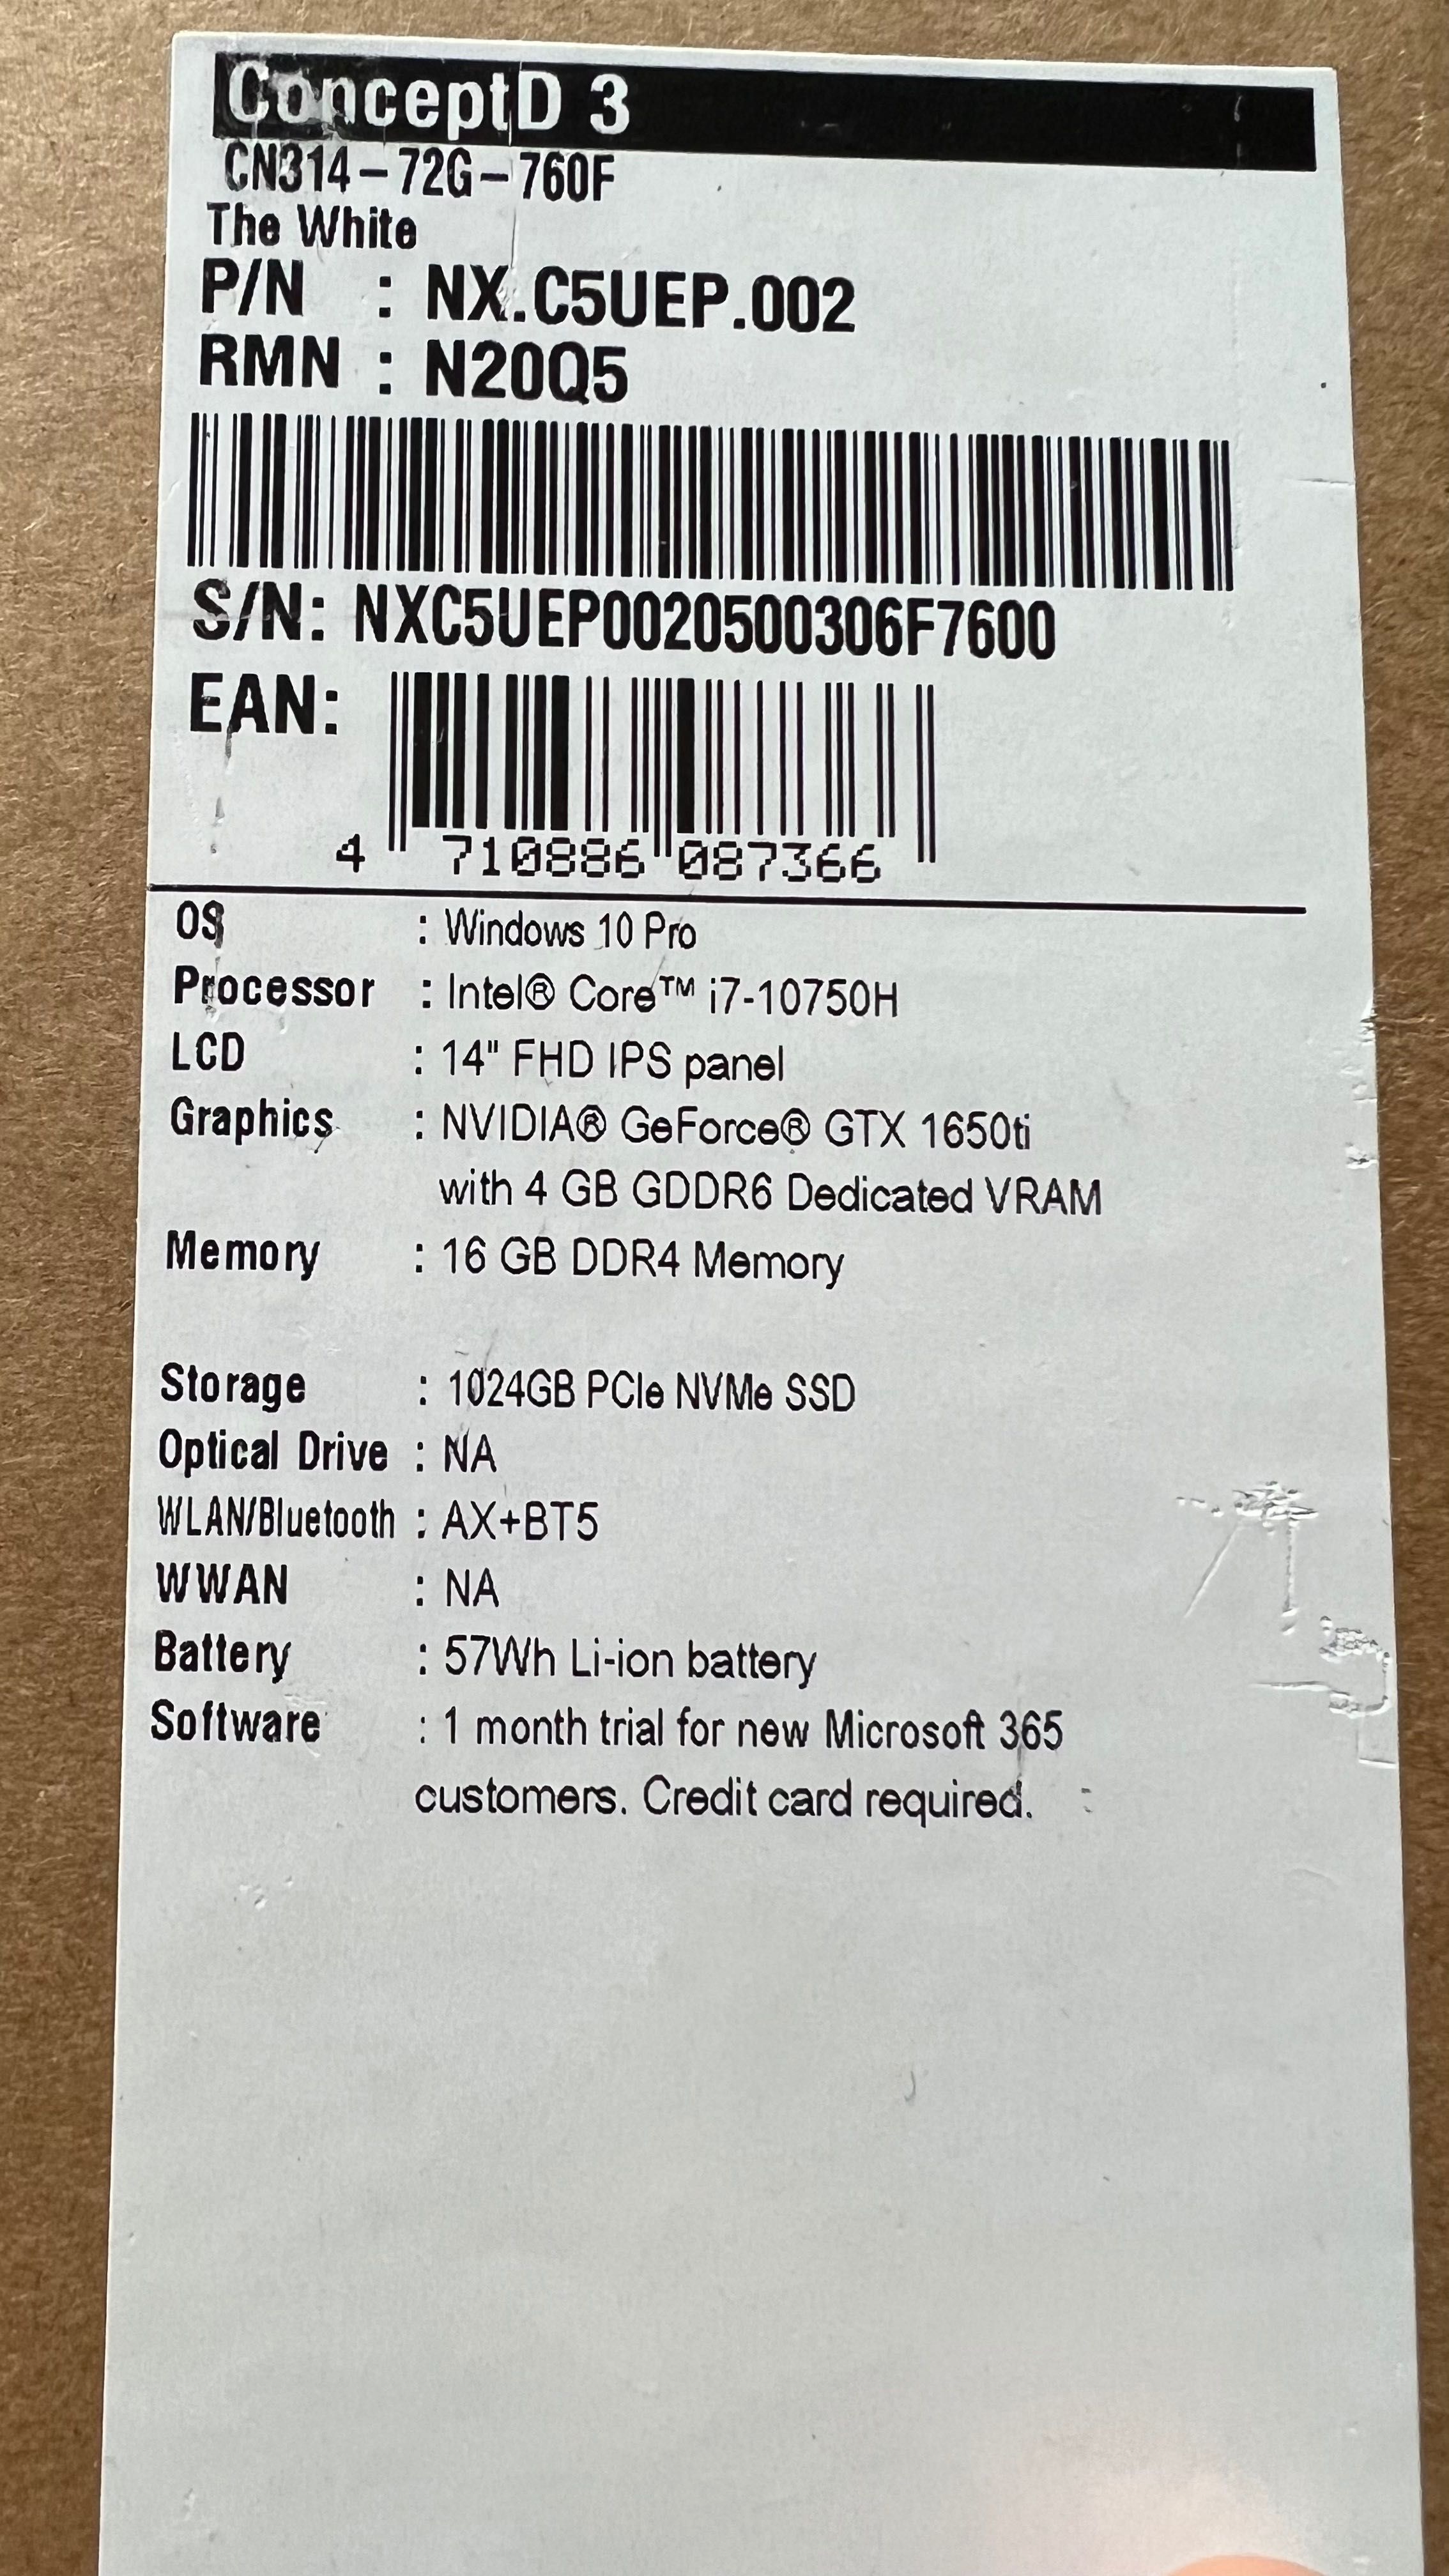 ConceptD 3
CN314-72G-760F
The White
P/N : NX.C5UEP.002
RMN : N20Q5
S/N: NXC5UEP0020500306F7600
EAN:
4 710886 087366
OS : Windows 10 Pro
Processor : Intel® Core™ i7-10750H
LCD : 14" FHD IPS panel
Graphics : NVIDIA® GeForce® GTX 1650ti
with 4 GB GDDR6 Dedicated VRAM
Memory : 16 GB DDR4 Memory
Storage : 1024GB PCIe NVMe SSD
Optical Drive : NA
WLAN/Bluetooth : AX+BT5
WWAN : NA
Battery : 57Wh Li-ion battery
Software : 1 month trial for new Microsoft 365
customers. Credit card required.